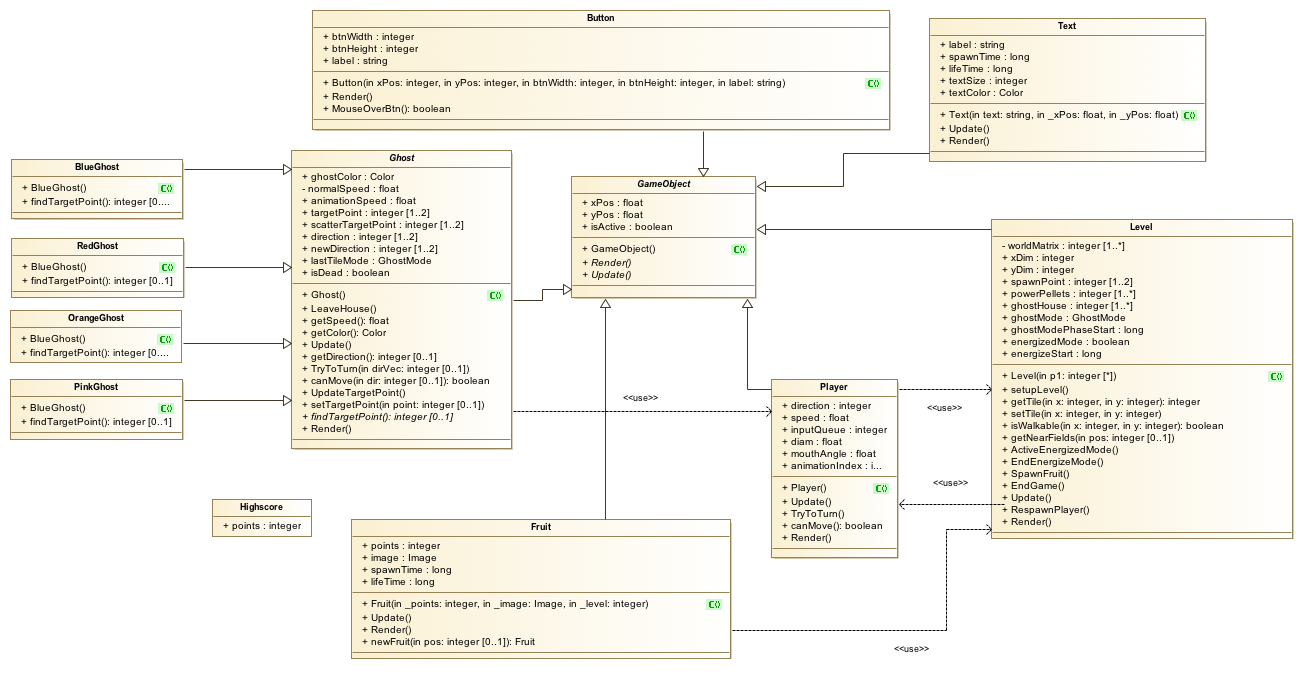 Button
+ btnWidth : integer
+ btnHeight : integer
+ label : string
+ Button(in xPos: integer, in yPos: integer, in btnWidth: integer, in btnHeight: integer, in label: string)
C()
+ Render()
+ MouseOverBtn(): boolean
Text
+ label : string
+ spawnTime : long
+ lifeTime : long
+ textSize : integer
+ textColor : Color
+ Text(in text: string, in _xPos: float, in _yPos: float)
C()
+ Update()
+ Render()
BlueGhost
+ BlueGhost()
C()
+ findTargetPoint(): integer [0....
RedGhost
+ BlueGhost()
C()
+ findTargetPoint(): integer [0..1]
OrangeGhost
+ BlueGhost()
C()
+ findTargetPoint(): integer [0....
PinkGhost
+ BlueGhost()
C()
+ findTargetPoint(): integer [0..1]
Ghost
+ ghostColor : Color
- normalSpeed : float
+ animationSpeed : float
+ targetPoint : integer [1..2]
+ scatterTargetPoint : integer [1..2]
+ direction : integer [1..2]
+ newDirection : integer [1..2]
+ lastTileMode : GhostMode
+ isDead : boolean
+ Ghost()
C()
+ LeaveHouse()
+ getSpeed(): float
+ getColor(): Color
+ Update()
+ getDirection(): integer [0..1]
+ TryToTurn(in dirVec: integer [0..1])
+ canMove(in dir: integer [0..1]): boolean
+ UpdateTargetPoint()
+ setTargetPoint(in point: integer [0..1])
+ findTargetPoint(): integer [0..1]
+ Render()
GameObject
+ xPos : float
+ yPos : float
+ isActive : boolean
+ GameObject()
C()
+ Render()
+ Update()
Level
- worldMatrix : integer [1..*]
+ xDim : integer
+ yDim : integer
+ spawnPoint : integer [1..2]
+ powerPellets : integer [1..*]
+ ghostHouse : integer [1..*]
+ ghostMode : GhostMode
+ ghostModePhaseStart : long
+ energizedMode : boolean
+ energizeStart : long
+ Level(in p1: integer [*])
C()
+ setupLevel()
+ getTile(in x: integer, in y: integer): integer
+ setTile(in x: integer, in y: integer)
+ isWalkable(in x: integer, in y: integer): boolean
+ getNearFields(in pos: integer [0..1])
+ ActiveEnergizedMode()
+ EndEnergizeMode()
+ SpawnFruit()
+ EndGame()
+ Update()
+ RespawnPlayer()
+ Render()
Player
+ direction : integer
+ speed : float
+ inputQueue : integer
+ diam : float
+ mouthAngle : float
+ animationIndex : i...
+ Player()
C()
+ Update()
+ TryToTurn()
+ canMove(): boolean
+ Render()
<<use>>
<<use>>
<<use>>
Highscore
+ points : integer
Fruit
+ points : integer
+ image : Image
+ spawnTime : long
+ lifeTime : long
+ Fruit(in _points: integer, in _image: Image, in _level: integer)
C()
+ Update()
+ Render()
+ newFruit(in pos: integer [0..1]): Fruit
<<use>>